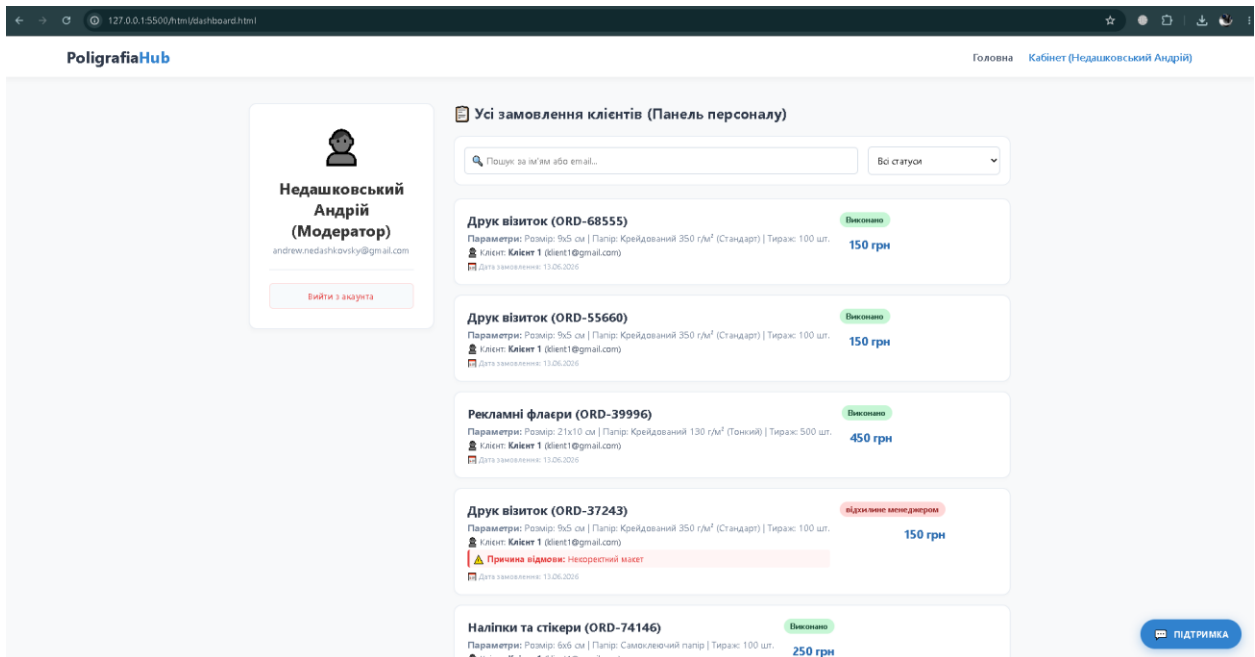 127.0.0.1:5500/html/dashboard.html
PoligrafiaHub
Головна Кабінет (Недашковський Андрій)
Недашковський
Андрій
(Модератор)
andrew.nedashkovsky@gmail.com
Вийти з акаунта
Усі замовлення клієнтів (Панель персоналу)
Пошук за ім'ям або email... Всі статуси
Друк візиток (ORD-68555) Виконано
Параметри: Розмір: 9x5 см | Папір: Крейдований 350 г/м² (Стандарт) | Тираж: 100 шт. 150 грн
Клієнт: Клієнт 1 (klient1@gmail.com)
Дата замовлення: 13.06.2026
Друк візиток (ORD-55660) Виконано
Параметри: Розмір: 9x5 см | Папір: Крейдований 350 г/м² (Стандарт) | Тираж: 100 шт. 150 грн
Клієнт: Клієнт 1 (klient1@gmail.com)
Дата замовлення: 13.06.2026
Рекламні флаєри (ORD-39996) Виконано
Параметри: Розмір: 21x10 см | Папір: Крейдований 130 г/м² (Тонкий) | Тираж: 500 шт. 450 грн
Клієнт: Клієнт 1 (klient1@gmail.com)
Дата замовлення: 13.06.2026
Друк візиток (ORD-37243) відхилине менеджером
Параметри: Розмір: 9x5 см | Папір: Крейдований 350 г/м² (Стандарт) | Тираж: 100 шт. 150 грн
Клієнт: Клієнт 1 (klient1@gmail.com)
Причина відмови: Некоректний макет
Дата замовлення: 13.06.2026
Наліпки та стікери (ORD-74146) Виконано
Параметри: Розмір: 6x6 см | Папір: Самоклеючий папір | Тираж: 100 шт. 250 грн
ПІДТРИМКА